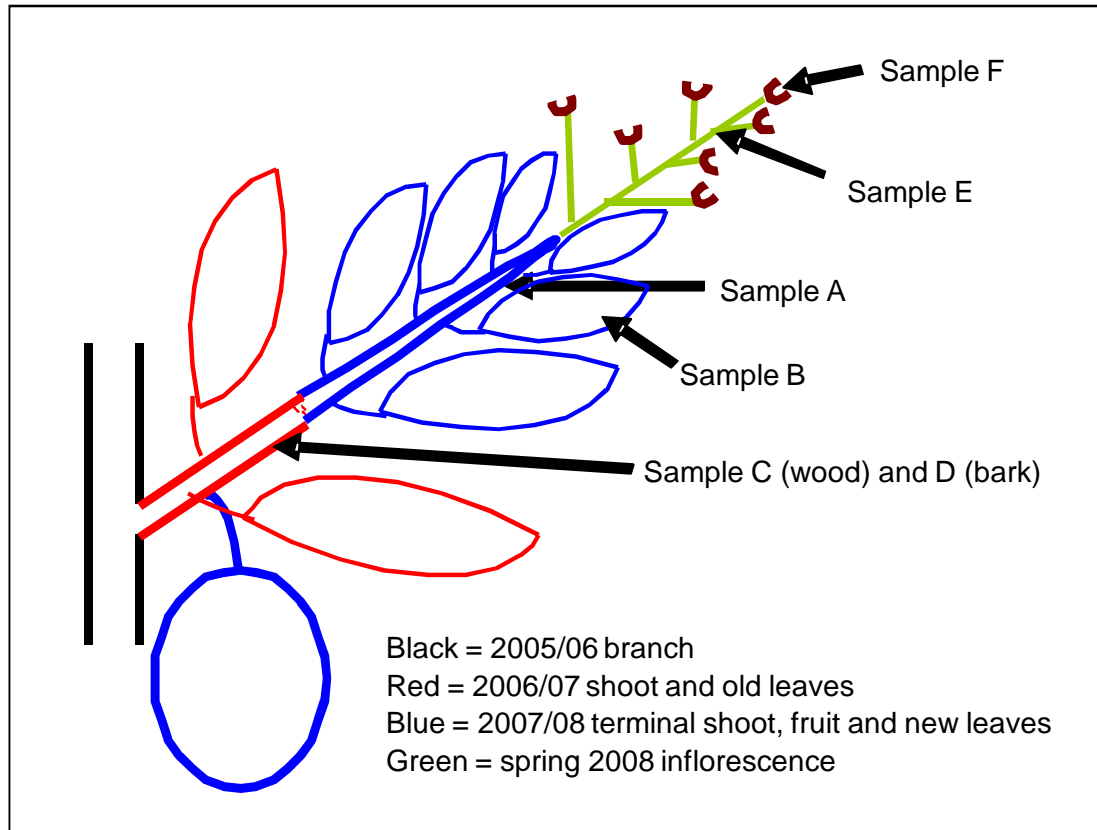 Sample F
Sample E
Sample A
Sample B
Sample C (wood) and D (bark)
Black = 2005/06 branch
Red = 2006/07 shoot and old leaves
Blue = 2007/08 terminal shoot, fruit and new leaves
Green = spring 2008 inflorescence